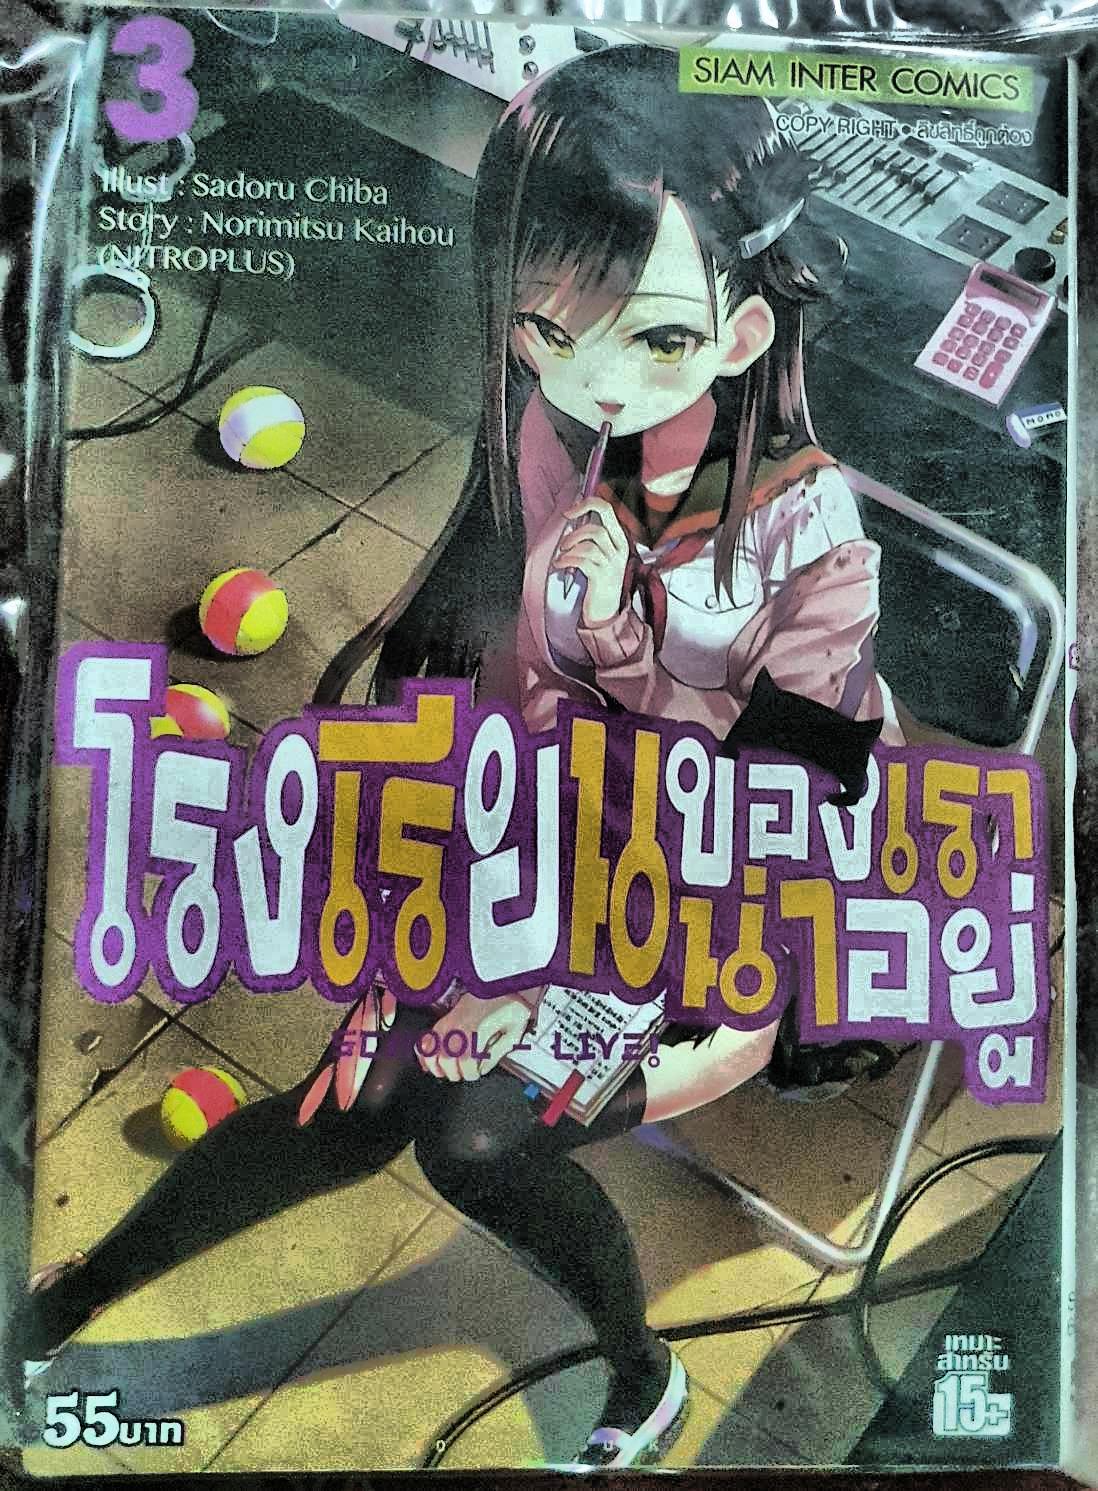 3
SIAM INTER COMICS
COPY RIGHT • ลิขสิทธิ์ถูกต้อง
Illust : Sadoru Chiba
Story : Norimitsu Kaihou
(NITROPLUS)
MONO
โรงเรียนของเรา
น่าอยู่
SCHOOL - LIVE!
เหมาะ
สำหรับ
15+
55บาท